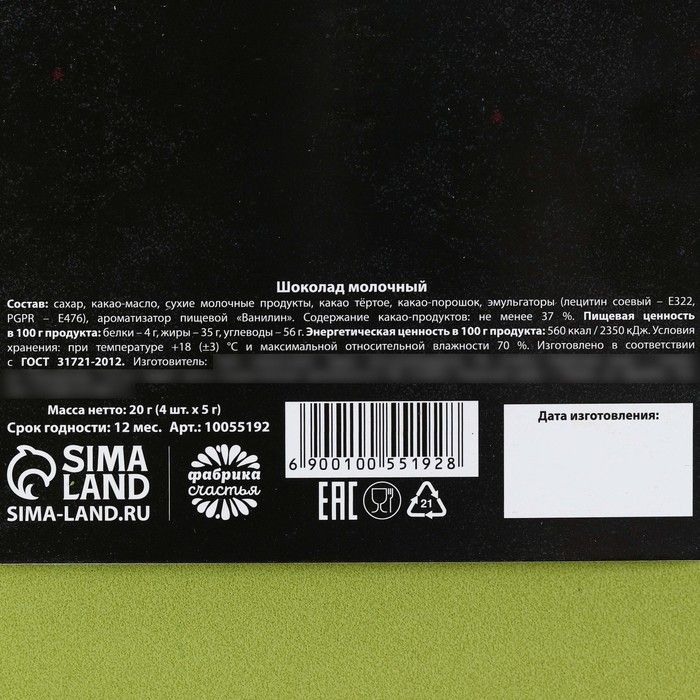 Шоколад молочный
Состав: сахар, какао-масло, сухие молочные продукты, какао тёртое, какао-порошок, эмульгаторы (лецитин соевый – E322,
PGPR – E476), ароматизатор пищевой «Ванилин». Содержание какао-продуктов: не менее 37 %. Пищевая ценность
в 100 г продукта: белки – 4 г, жиры – 35 г, углеводы – 56 г. Энергетическая ценность в 100 г продукта: 560 ккал / 2350 кДж. Условия
хранения: при температуре +18 (±3) °C и максимальной относительной влажности 70 %. Изготовлено в соответствии
с ГОСТ 31721-2012. Изготовитель:
Масса нетто: 20 г (4 шт. х 5 г)
Срок годности: 12 мес. Арт.: 10055192
SIMA
LAND
SIMA-LAND.RU
фабрика
счастья
6 900100 551928
EAC
21
Дата изготовления: